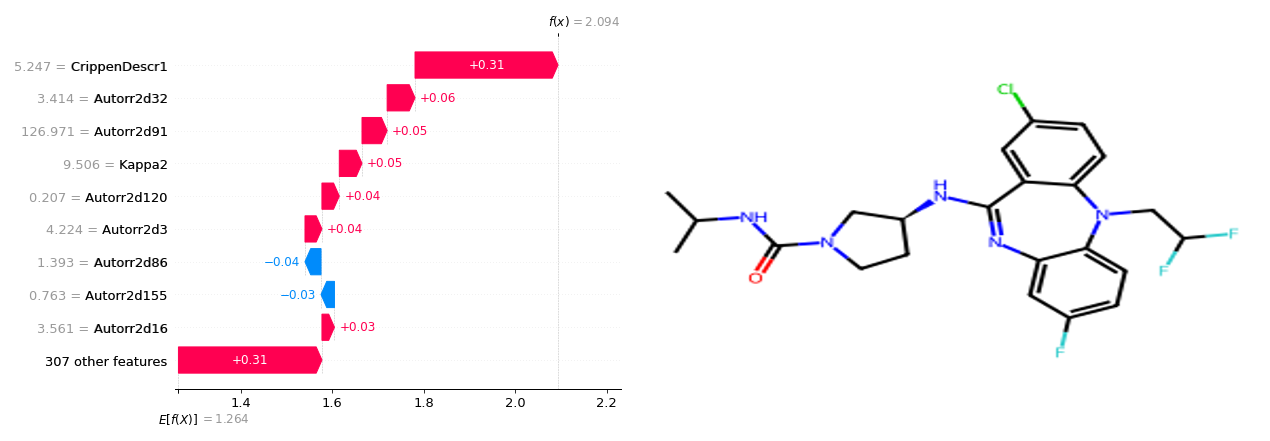 f(x) = 2.094
5.247 = CrippenDescr1 +0.31
3.414 = Autorr2d32 +0.06
126.971 = Autorr2d91 +0.05
9.506 = Kappa2 +0.05
0.207 = Autorr2d120 +0.04
4.224 = Autorr2d3 +0.04
1.393 = Autorr2d86 −0.04
0.763 = Autorr2d155 −0.03
3.561 = Autorr2d16 +0.03
307 other features +0.31
1.4 1.6 1.8 2.0 2.2
E[f(X)] = 1.264
Cl
H
N
NH
N
O
N
N
F
F
F